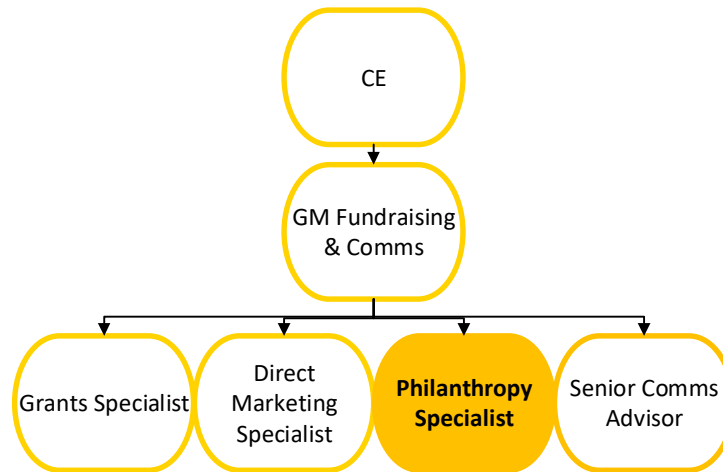 CE
GM Fundraising
& Comms
Grants Specialist
Direct
Marketing
Specialist
Philanthropy
Specialist
Senior Comms
Advisor